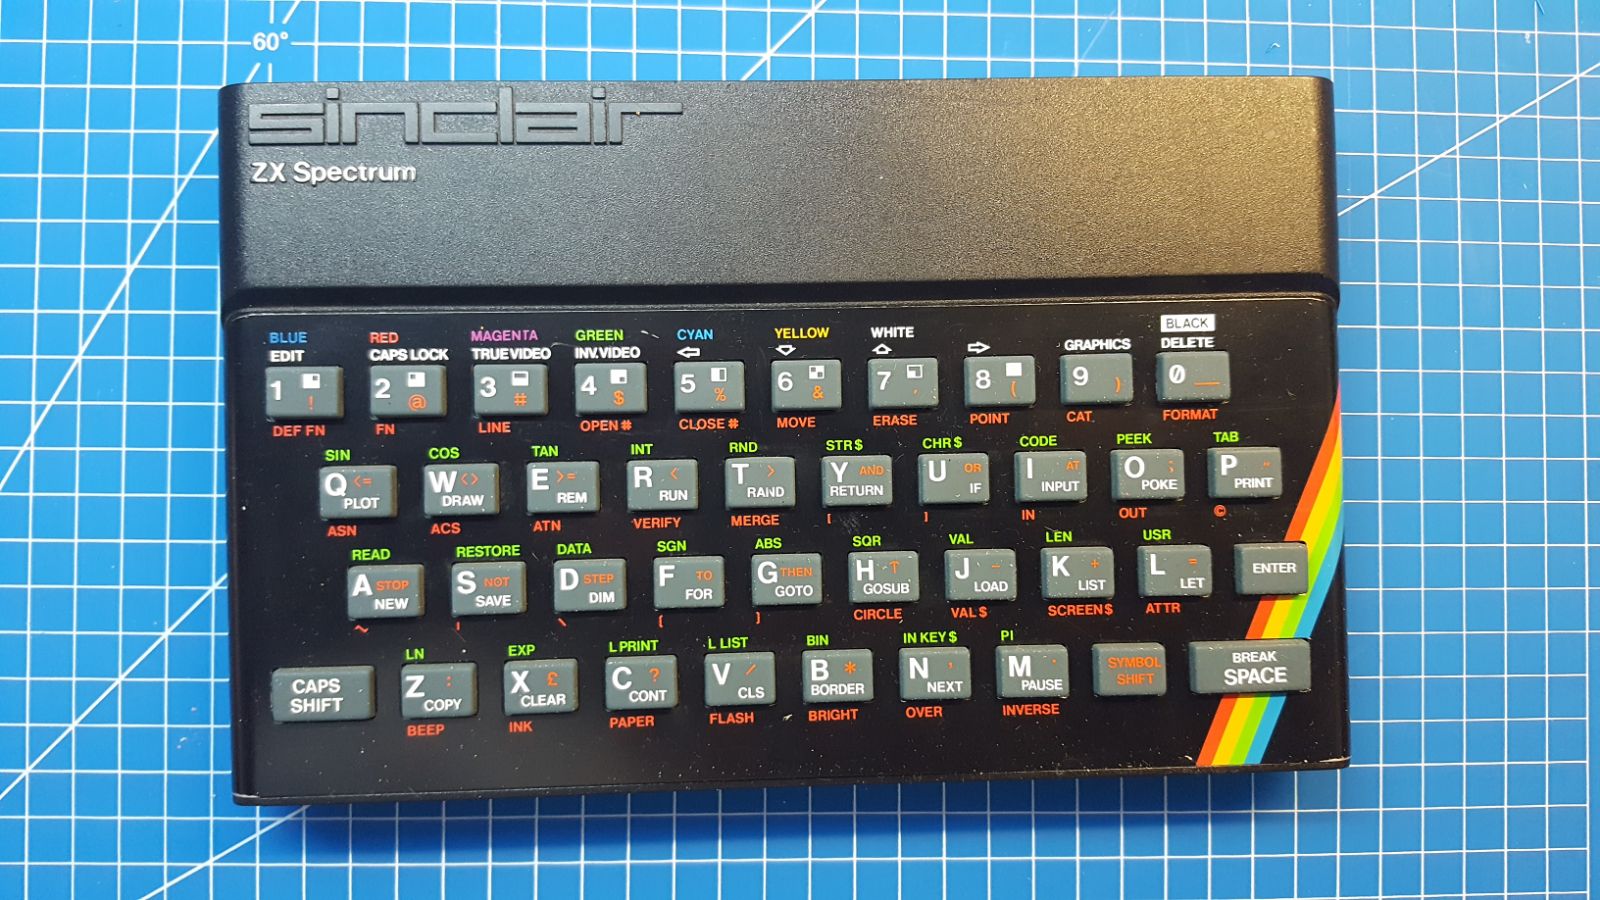 60°
sinclair
ZX Spectrum
BLUE RED MAGENTA GREEN CYAN YELLOW WHITE BLACK
EDIT CAPS LOCK TRUE VIDEO INV. VIDEO ⇦ ⇩ ⇧ ⇨ GRAPHICS DELETE
1 ! 2 @ 3 # 4 $ 5 % 6 & 7 ' 8 ( 9 ) 0 _
DEF FN FN LINE OPEN # CLOSE # MOVE ERASE POINT CAT FORMAT
SIN COS TAN INT RND STR $ CHR $ CODE PEEK TAB
Q <= W <> E >= R < T > Y AND U OR I AT O ; P "
PLOT DRAW REM RUN RAND RETURN IF INPUT POKE PRINT
ASN ACS ATN VERIFY MERGE [ ] IN OUT ©
READ RESTORE DATA SGN ABS SQR VAL LEN USR
A STOP S NOT D STEP F TO G THEN H ↑ J - K + L = ENTER
NEW SAVE DIM FOR GOTO GOSUB LOAD LIST LET
~ | \ { } CIRCLE VAL $ SCREEN $ ATTR
LN EXP L PRINT L LIST BIN IN KEY $ PI
CAPS SHIFT Z : X £ C ? V / B * N , M . SYMBOL SHIFT BREAK SPACE
COPY CLEAR CONT CLS BORDER NEXT PAUSE
BEEP INK PAPER FLASH BRIGHT OVER INVERSE